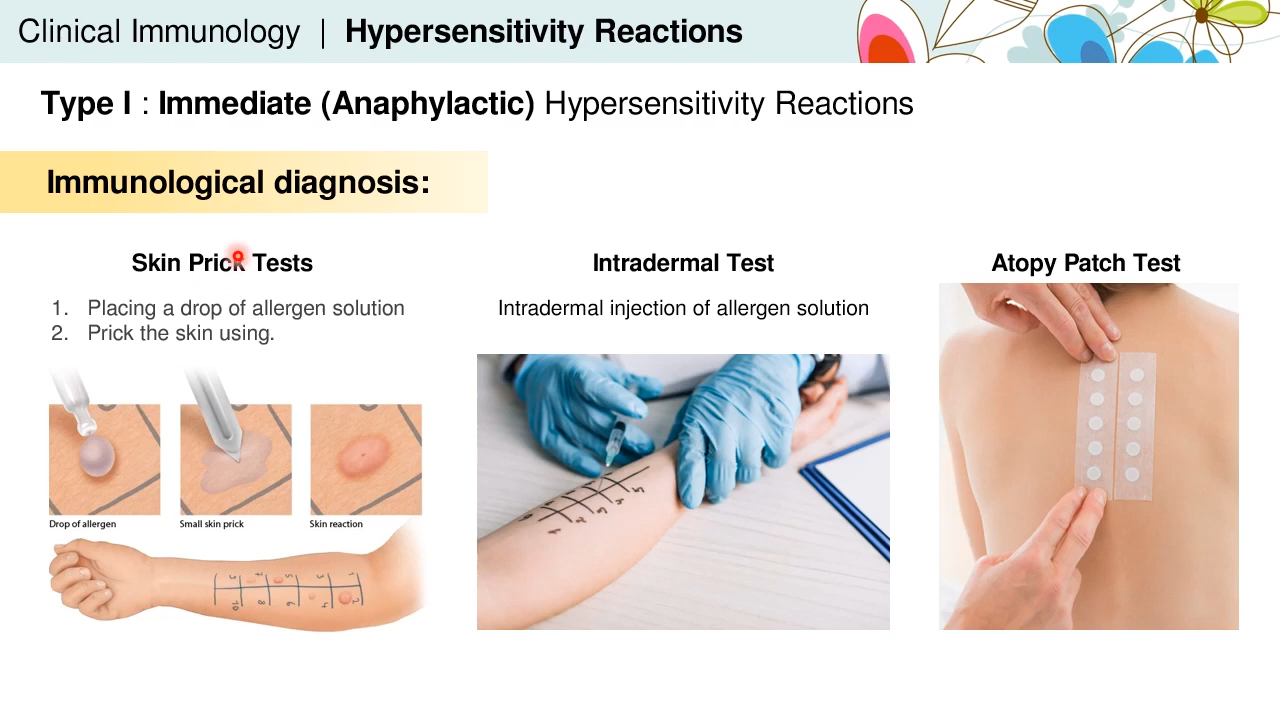 Clinical Immunology | Hypersensitivity Reactions
Type I : Immediate (Anaphylactic) Hypersensitivity Reactions
Immunological diagnosis:
Skin Prick Tests
1. Placing a drop of allergen solution
2. Prick the skin using.
Drop of allergen
Small skin prick
Skin reaction
Intradermal Test
Intradermal injection of allergen solution
Atopy Patch Test